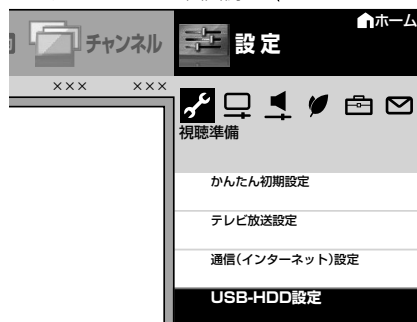 ホーム
チャンネル
設定
××× ×××
視聴準備
かんたん初期設定
テレビ放送設定
通信(インターネット)設定
USB-HDD設定